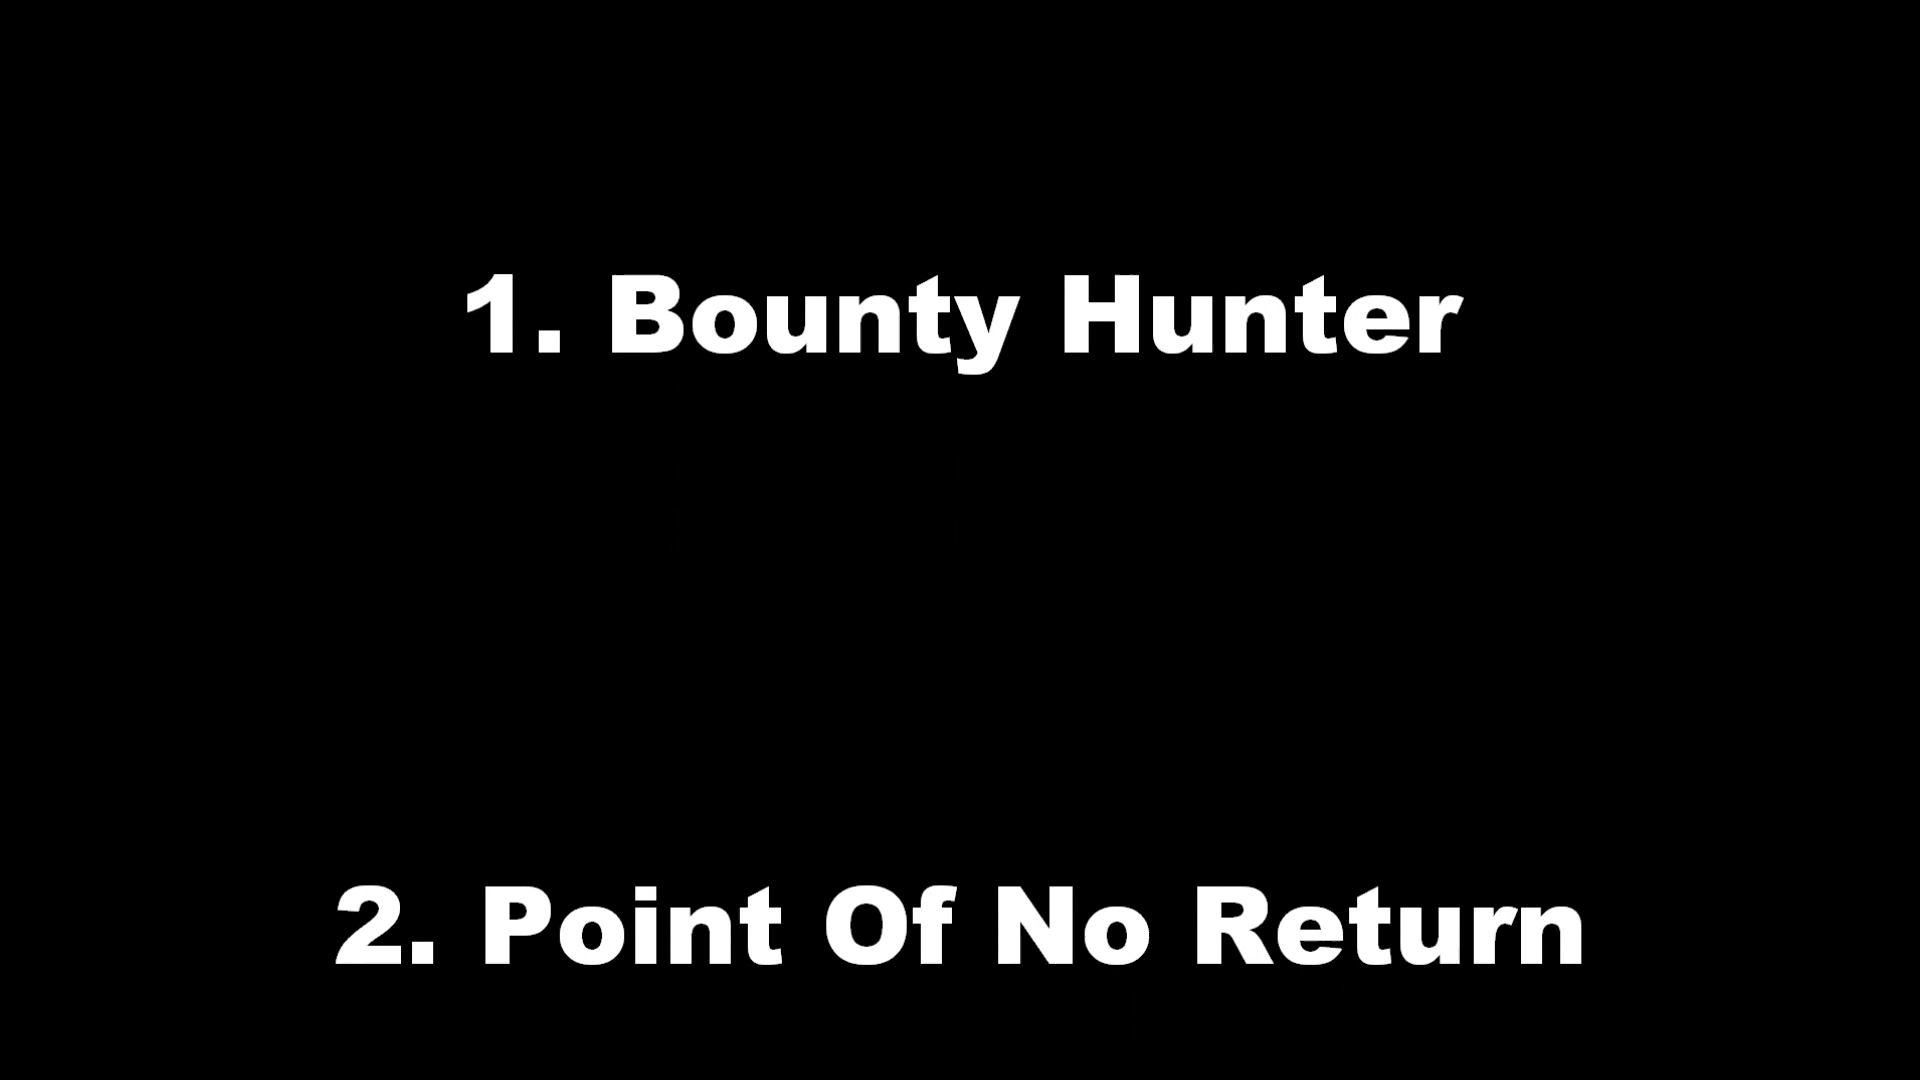 1. Bounty Hunter
2. Point Of No Return